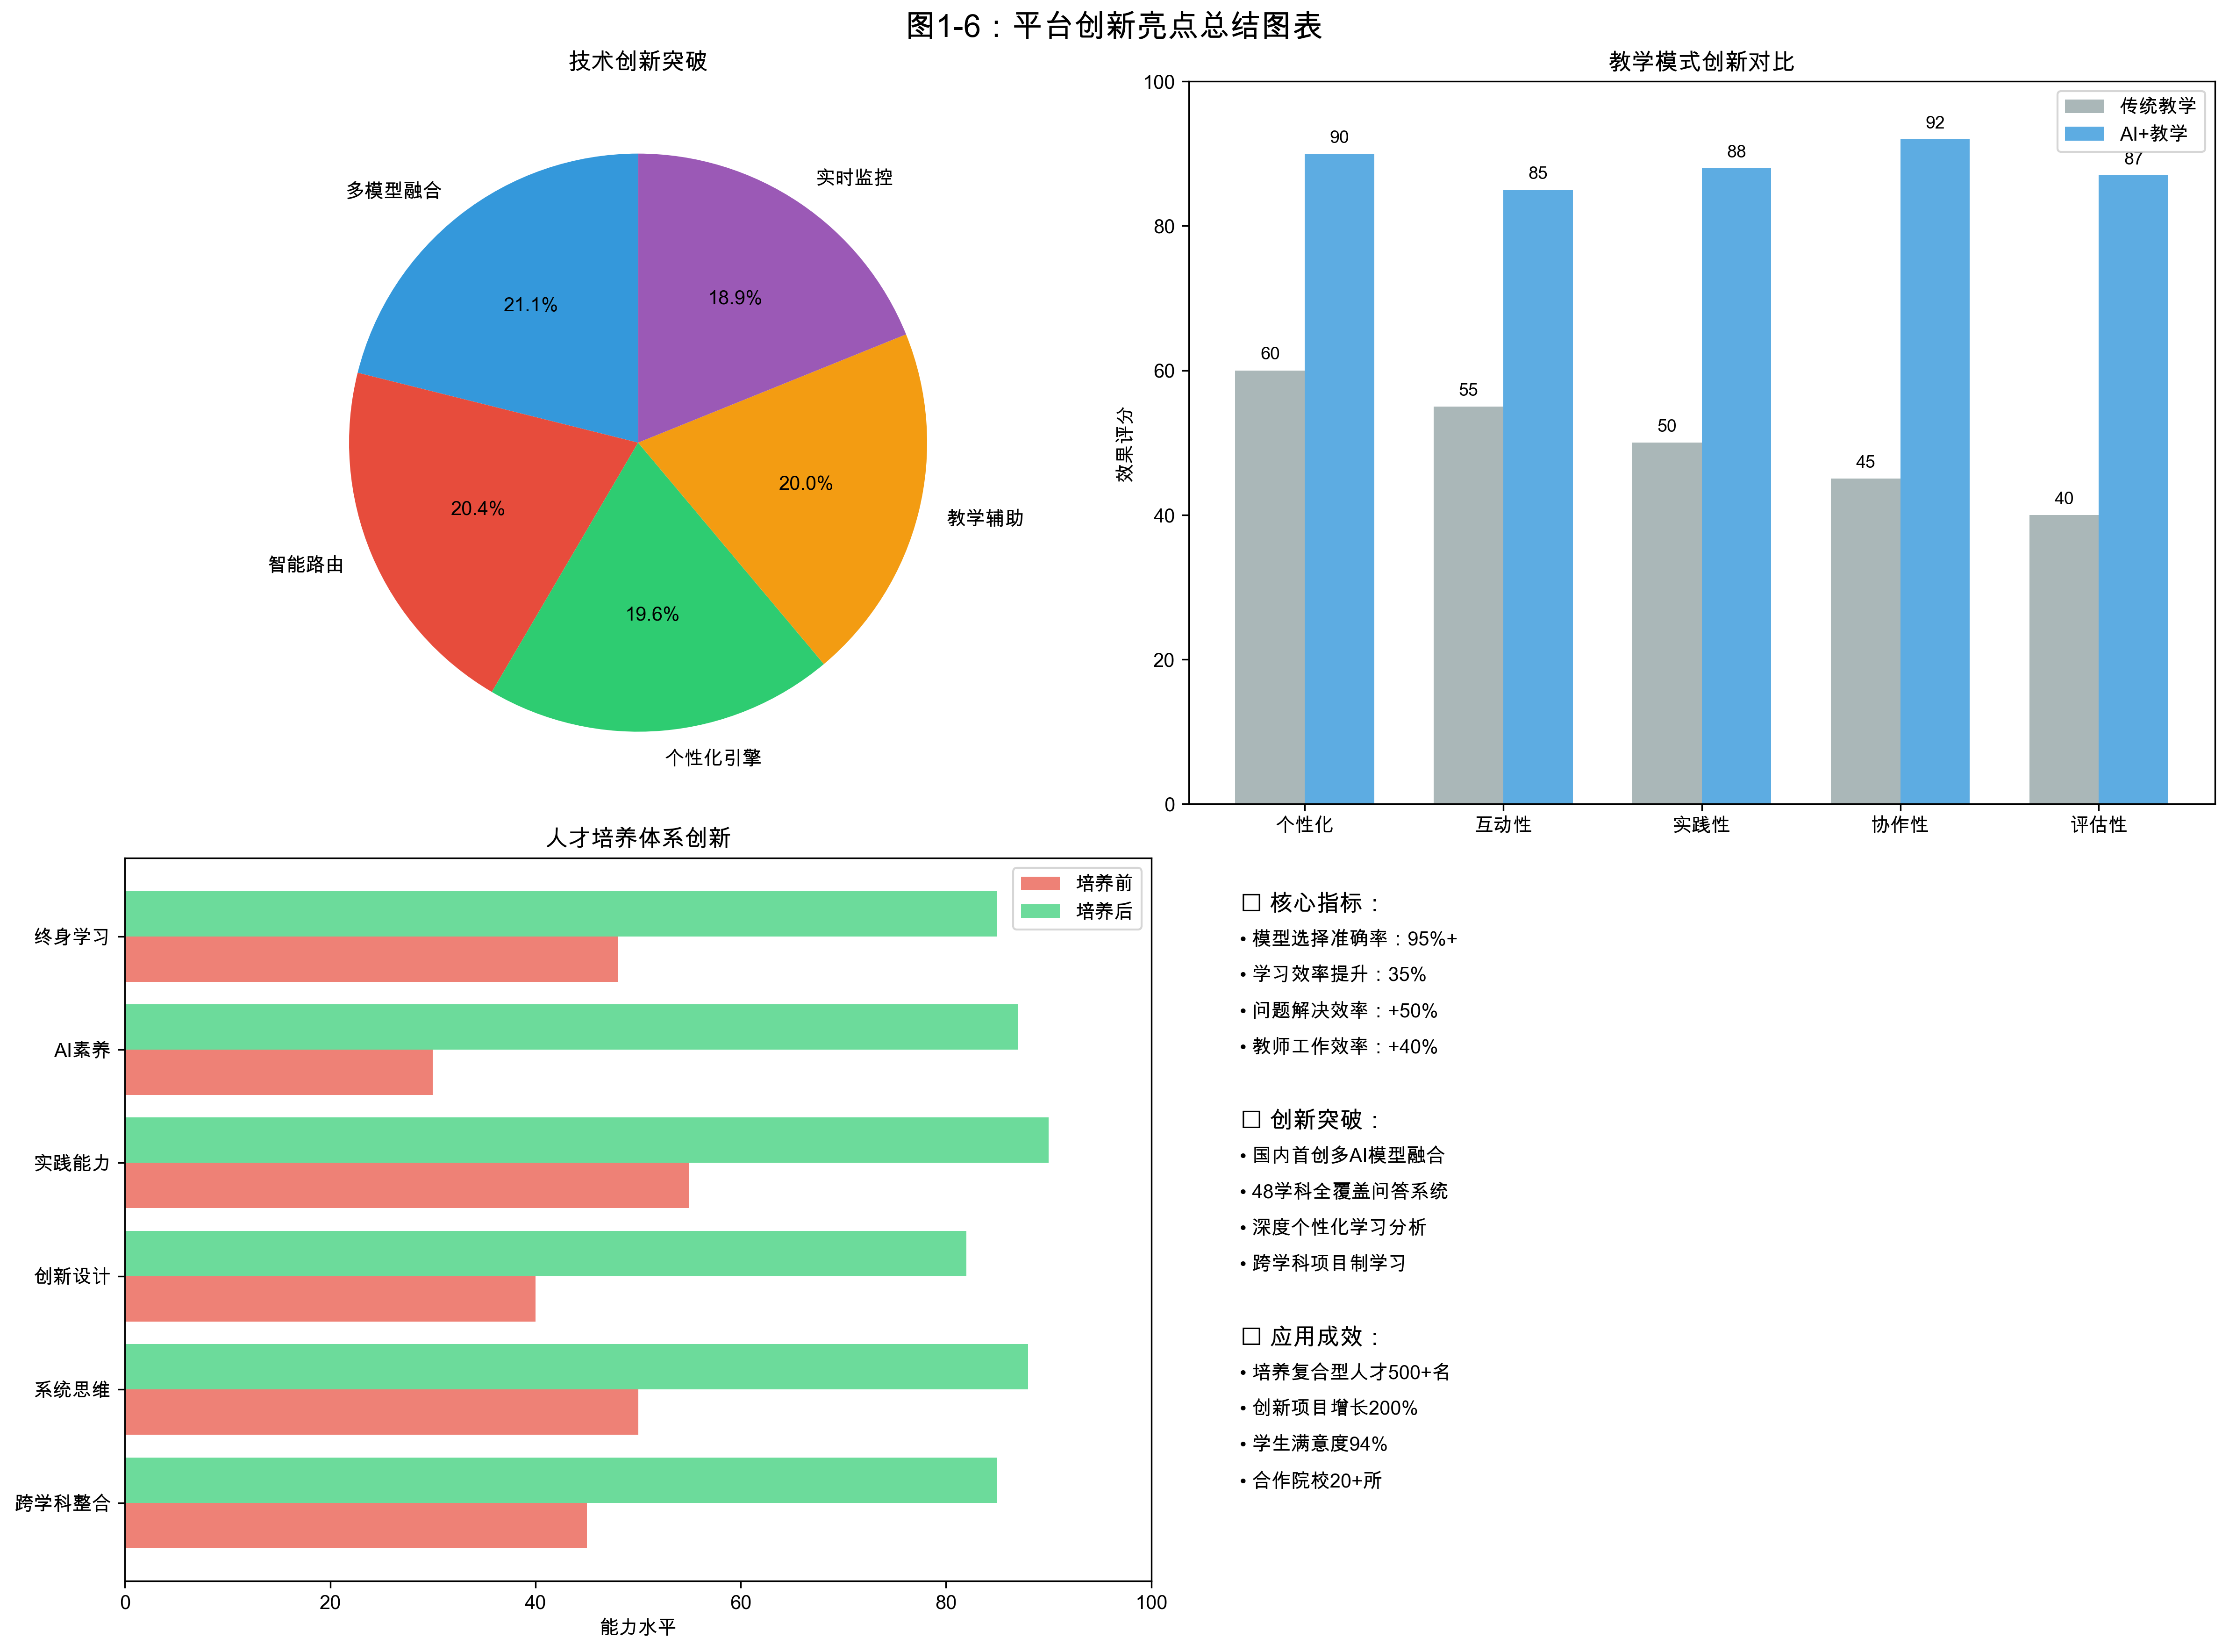 图1-6：平台创新亮点总结图表
技术创新突破
多模型融合
21.1%
智能路由
20.4%
个性化引擎
19.6%
教学辅助
20.0%
实时监控
18.9%
教学模式创新对比
传统教学
AI+教学
效果评分
100
80
60
40
20
0
60
90
55
85
50
88
45
92
40
87
个性化
互动性
实践性
协作性
评估性
人才培养体系创新
培养前
培养后
终身学习
AI素养
实践能力
创新设计
系统思维
跨学科整合
0
20
40
60
80
100
能力水平
□ 核心指标：
• 模型选择准确率：95%+
• 学习效率提升：35%
• 问题解决效率：+50%
• 教师工作效率：+40%
□ 创新突破：
• 国内首创多AI模型融合
• 48学科全覆盖问答系统
• 深度个性化学习分析
• 跨学科项目制学习
□ 应用成效：
• 培养复合型人才500+名
• 创新项目增长200%
• 学生满意度94%
• 合作院校20+所